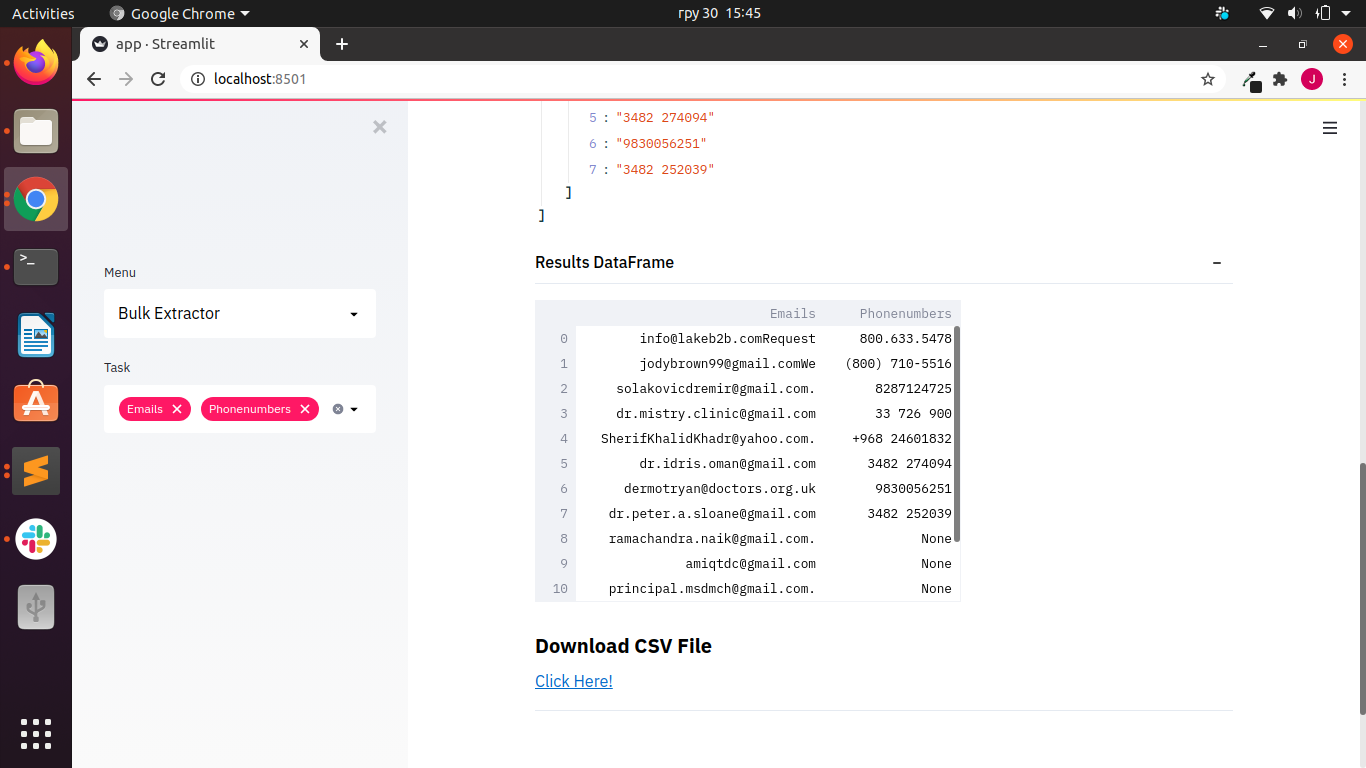 Activities Google Chrome гру 30 15:45
app · Streamlit
localhost:8501 J
5 : "3482 274094"
6 : "9830056251"
7 : "3482 252039"
]
]
Menu
Bulk Extractor
Task
Emails Phonenumbers
Results DataFrame
Emails Phonenumbers
0 info@lakeb2b.comRequest 800.633.5478
1 jodybrown99@gmail.comWe (800) 710-5516
2 solakovicdremir@gmail.com. 8287124725
3 dr.mistry.clinic@gmail.com 33 726 900
4 SherifKhalidKhadr@yahoo.com. +968 24601832
5 dr.idris.oman@gmail.com 3482 274094
6 dermotryan@doctors.org.uk 9830056251
7 dr.peter.a.sloane@gmail.com 3482 252039
8 ramachandra.naik@gmail.com. None
9 amiqtdc@gmail.com None
10 principal.msdmch@gmail.com. None
Download CSV File
Click Here!